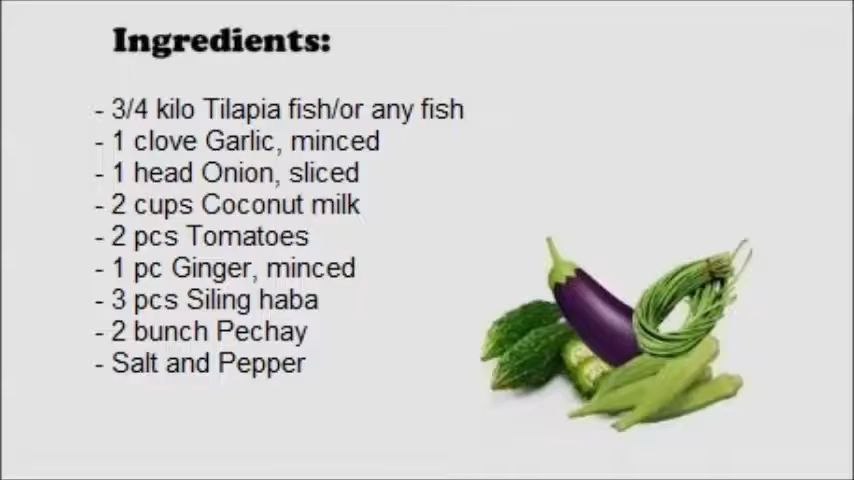 Ingredients:
- 3/4 kilo Tilapia fish/or any fish
- 1 clove Garlic, minced
- 1 head Onion, sliced
- 2 cups Coconut milk
- 2 pcs Tomatoes
- 1 pc Ginger, minced
- 3 pcs Siling haba
- 2 bunch Pechay
- Salt and Pepper